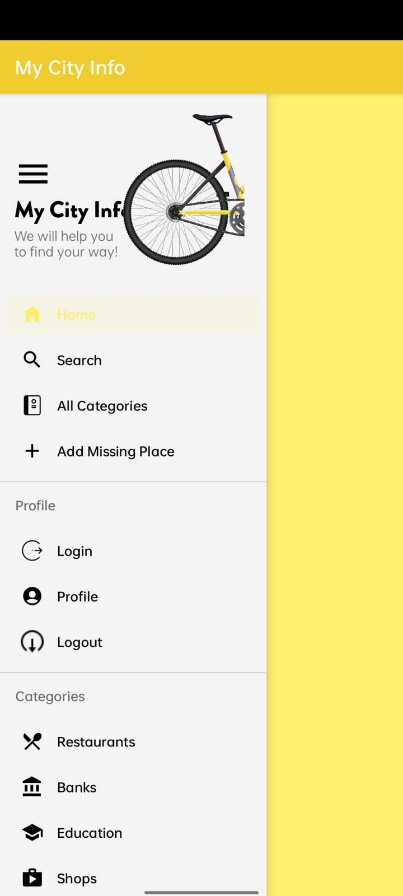 My City Info
My City Inf
We will help you
to find your way!
Home
Search
All Categories
Add Missing Place
Profile
Login
Profile
Logout
Categories
Restaurants
Banks
Education
Shops